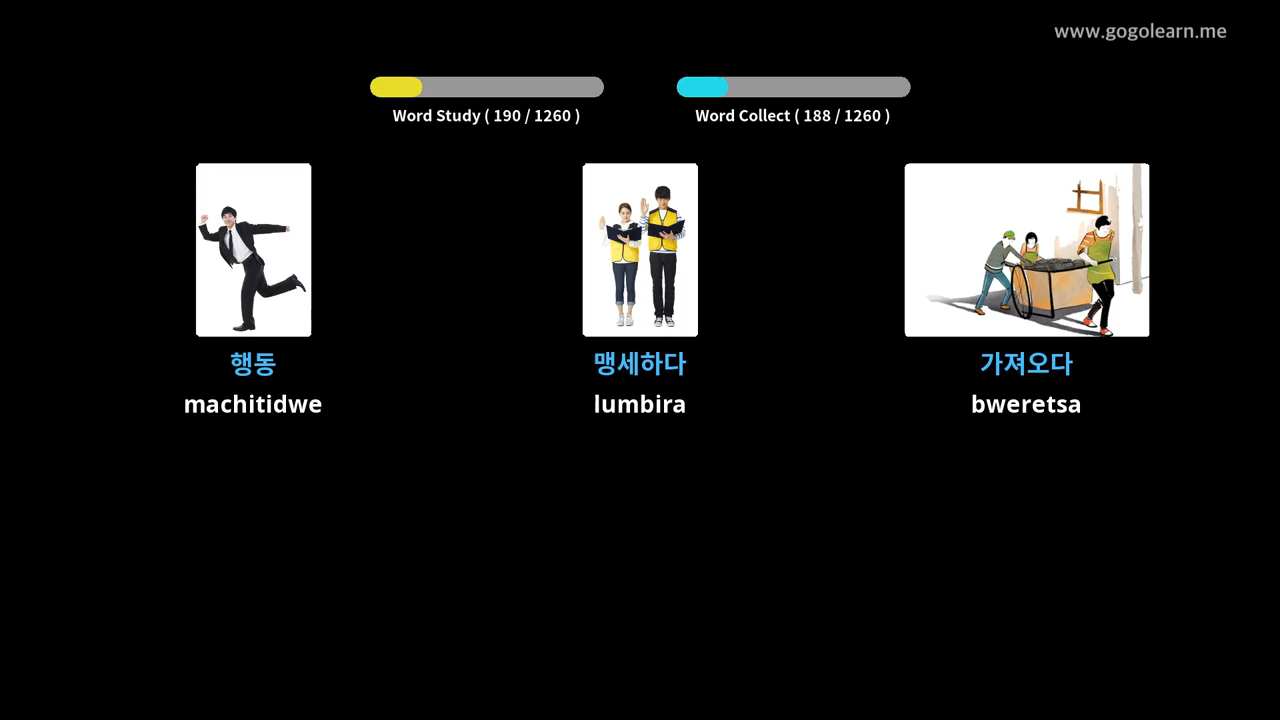 www.gogolearn.me
Word Study ( 190 / 1260 )
Word Collect ( 188 / 1260 )
행동
machitidwe
맹세하다
lumbira
가져오다
bweretsa